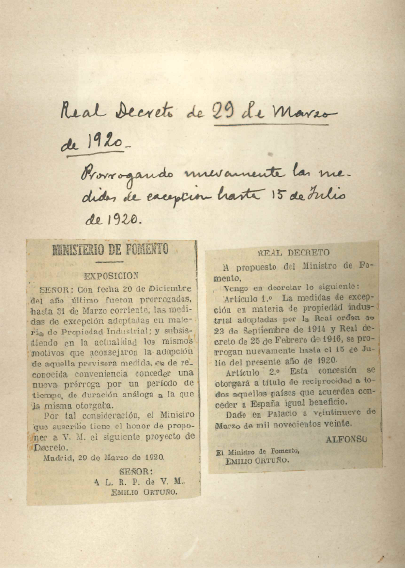 Real Decreto de 29 de Marzo
de 1920.
Prorrogando nuevamente las me-
didas de excepcion hasta 15 de Julio
de 1920.
MINISTERIO DE FOMENTO
EXPOSICION
SEÑOR: Con fecha 20 de Diciembre
del año último fueron prorrogadas,
hasta 31 de Marzo corriente, las medi-
das de excepción adoptadas en mate-
ria de Propiedad Industrial; y subsis-
tiendo en la actualidad los mismos
motivos que aconsejaron la adopción
de aquella previsora medida, es de re-
conocida conveniencia conceder una
nueva prórroga por un período de
tiempo, de duración análoga a la que
la misma otorgaba.
Por tal consideración, el Ministro
que suscribe tiene el honor de propo-
ner a V. M. el siguiente proyecto de
Decreto.
Madrid, 29 de Marzo de 1920.
SEÑOR:
A L. R. P. de V. M.,
EMILIO ORTUÑO.
REAL DECRETO
A propuesta del Ministro de Fo-
mento,
Vengo en decretar lo siguiente:
Artículo 1.º La medidas de excep-
ción en materia de propiedad indus-
trial adoptadas por la Real orden de
23 de Septiembre de 1914 y Real de-
creto de 25 de Febrero de 1916, se pro-
rrogan nuevamente hasta el 15 de Ju-
lio del presente año de 1920.
Artículo 2.º Esta concesión se
otorgará a título de reciprocidad a to-
dos aquellos países que acuerden con-
ceder a España igual beneficio.
Dado en Palacio a veintinueve de
Marzo de mil novecientos veinte.
ALFONSO
El Ministro de Fomento,
EMILIO ORTUÑO.